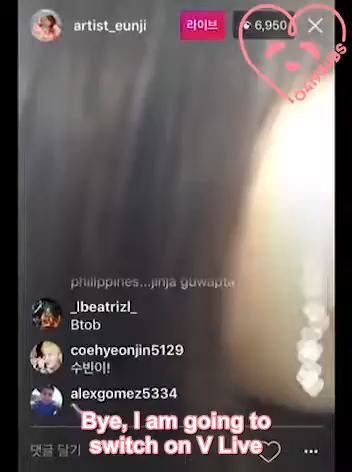 artist_eunji
라이브
6,950
philippines...jinja guwapta
_lbeatrizl_
Btob
coehyeonjin5129
수빈이!
alexgomez5334
Bye, I am going to
switch on V Live
댓글 달기